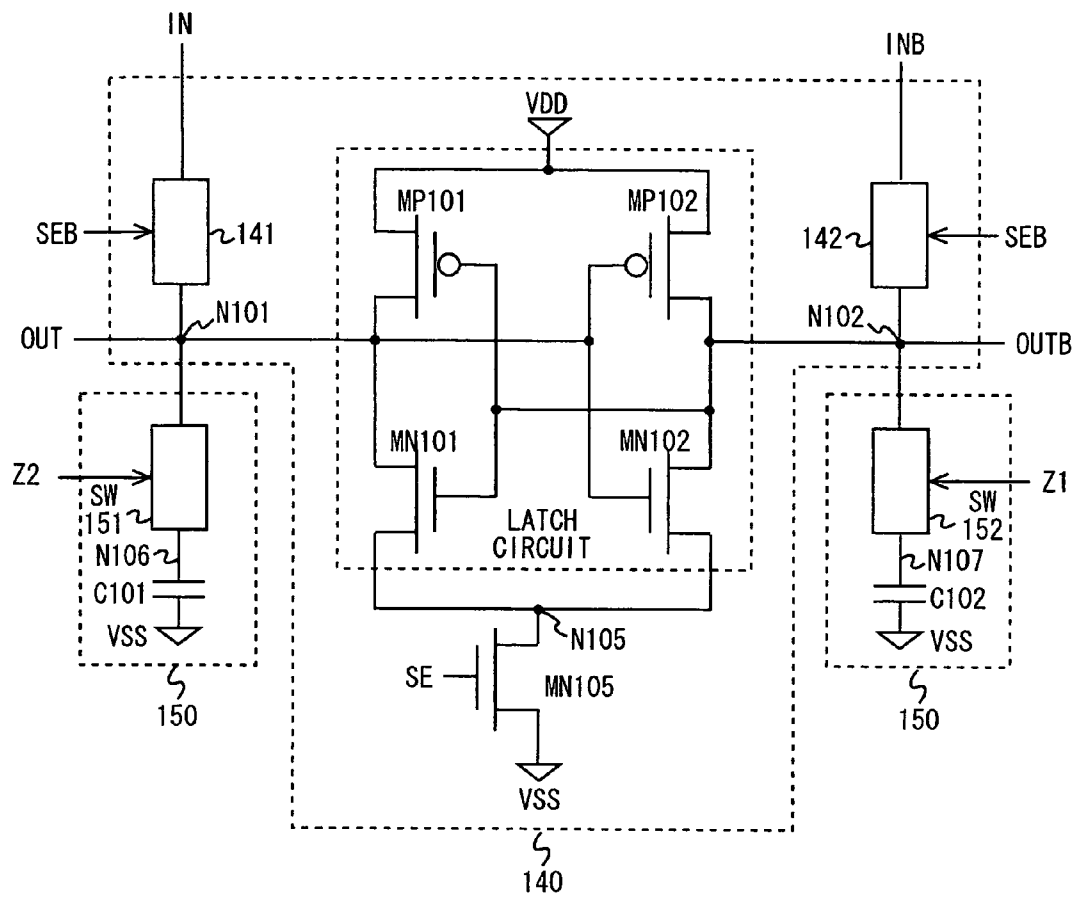 IN
INB
VDD
MP101
MP102
SEB
141
142
SEB
N101
N102
OUT
OUTB
MN101
MN102
Z2
SW
151
Z1
SW
152
LATCH
CIRCUIT
N106
N107
C101
C102
VSS
VSS
N105
SE
MN105
150
150
VSS
140